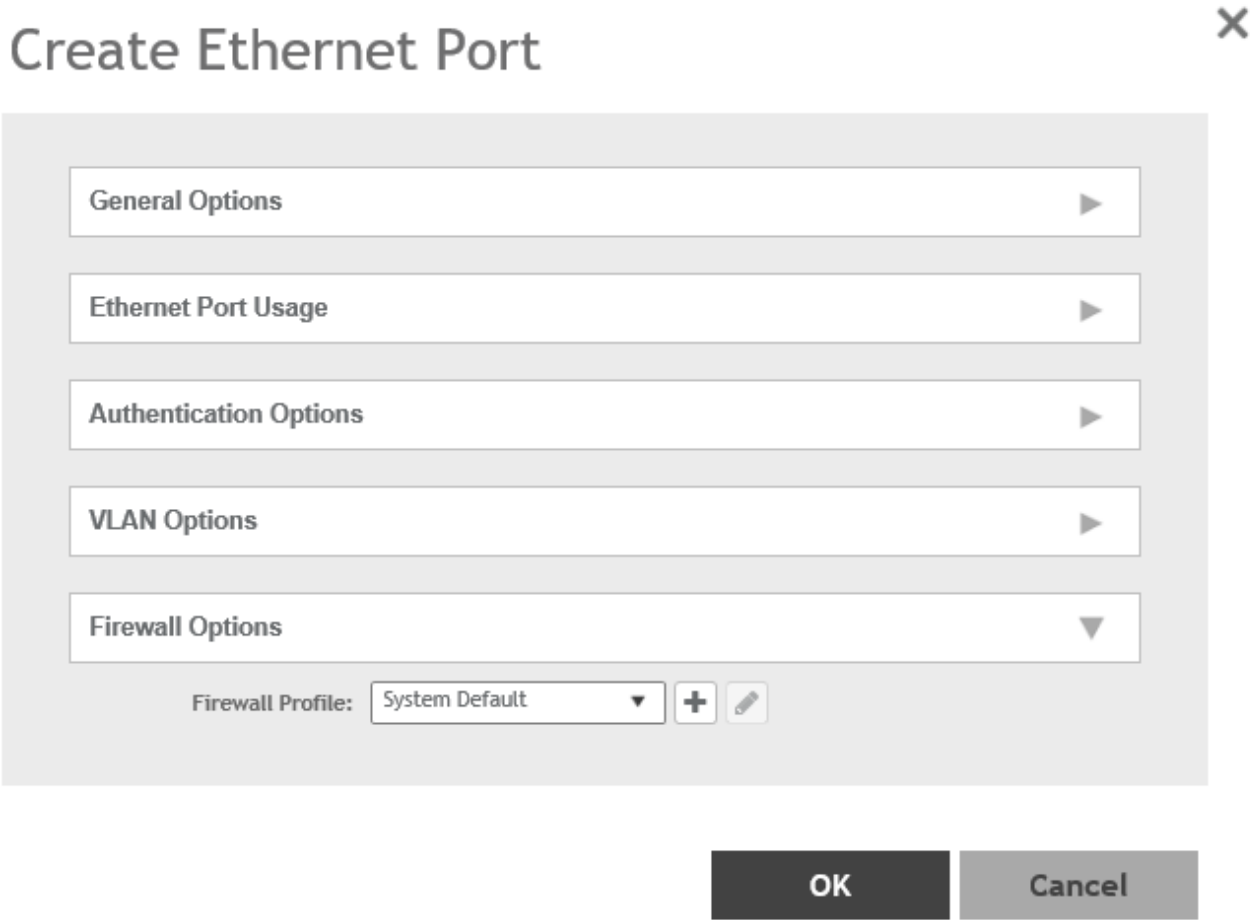 Create Ethernet Port
General Options
Ethernet Port Usage
Authentication Options
VLAN Options
Firewall Options
Firewall Profile: System Default
OK Cancel